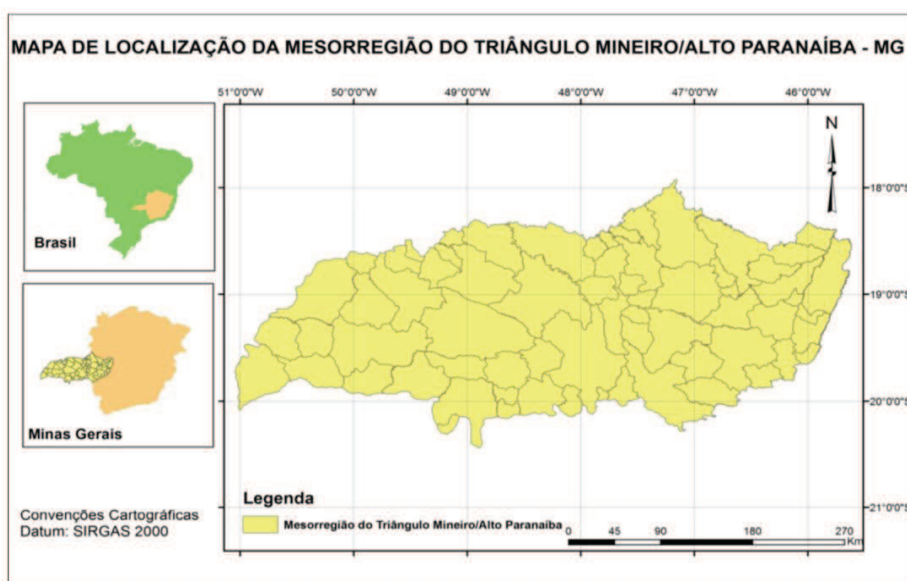 MAPA DE LOCALIZAÇÃO DA MESORREGIÃO DO TRIÂNGULO MINEIRO/ALTO PARANAÍBA - MG
51°0'0"W 50°0'0"W 49°0'0"W 48°0'0"W 47°0'0"W 46°0'0"W
N
Brasil
18°0'0"S
19°0'0"S
20°0'0"S
21°0'0"S
Minas Gerais
Convenções Cartográficas
Datum: SIRGAS 2000
Legenda
Mesorregião do Triângulo Mineiro/Alto Paranaíba
0 45 90 180 270
Km